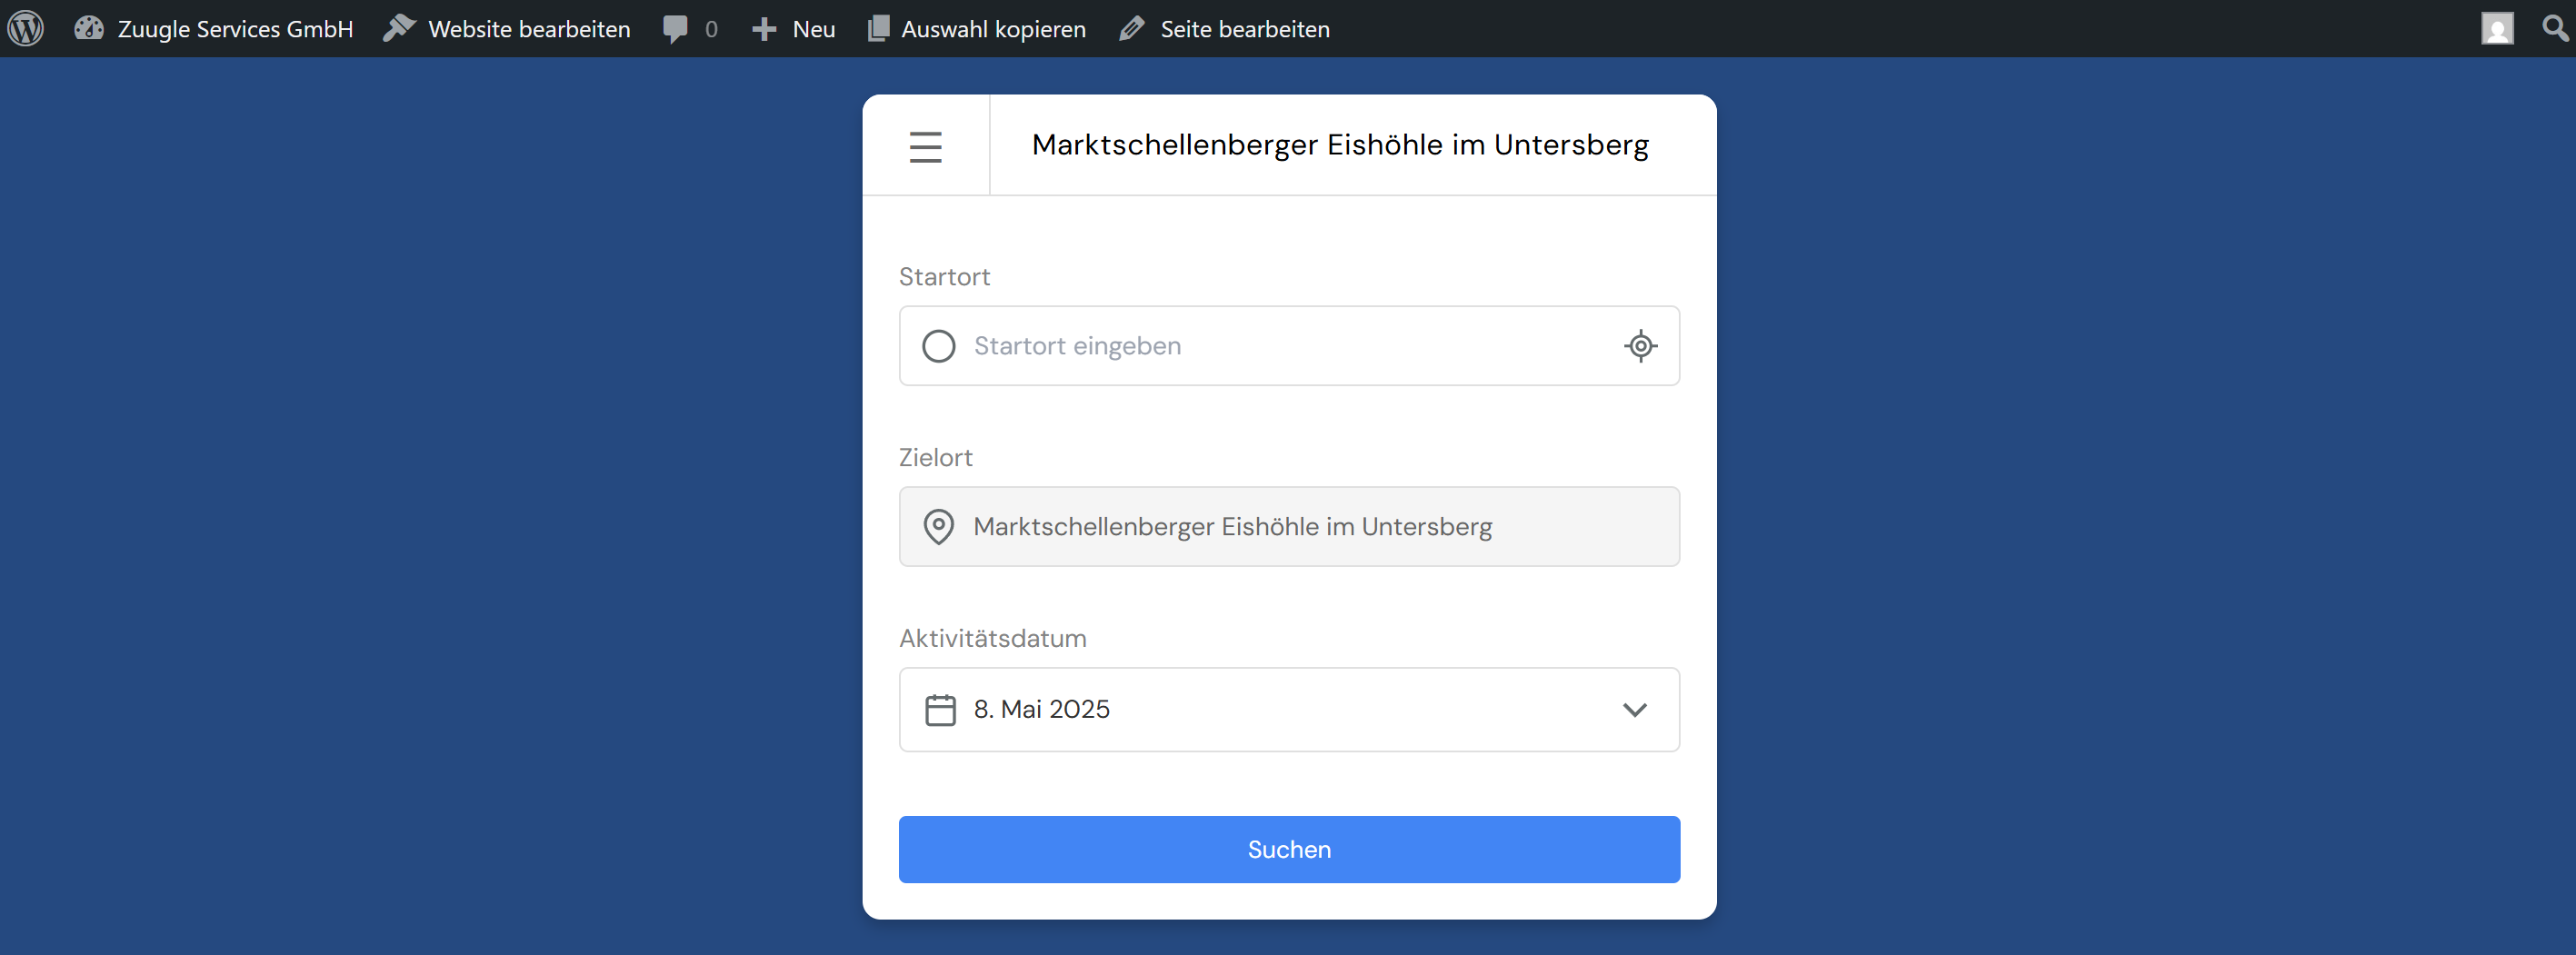 Zuugle Services GmbH Website bearbeiten 0 Neu Auswahl kopieren Seite bearbeiten
Marktschellenberger Eishöhle im Untersberg
Startort
Startort eingeben
Zielort
Marktschellenberger Eishöhle im Untersberg
Aktivitätsdatum
8. Mai 2025
Suchen